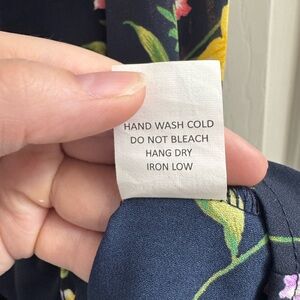 HAND WASH COLD
DO NOT BLEACH
HANG DRY
IRON LOW